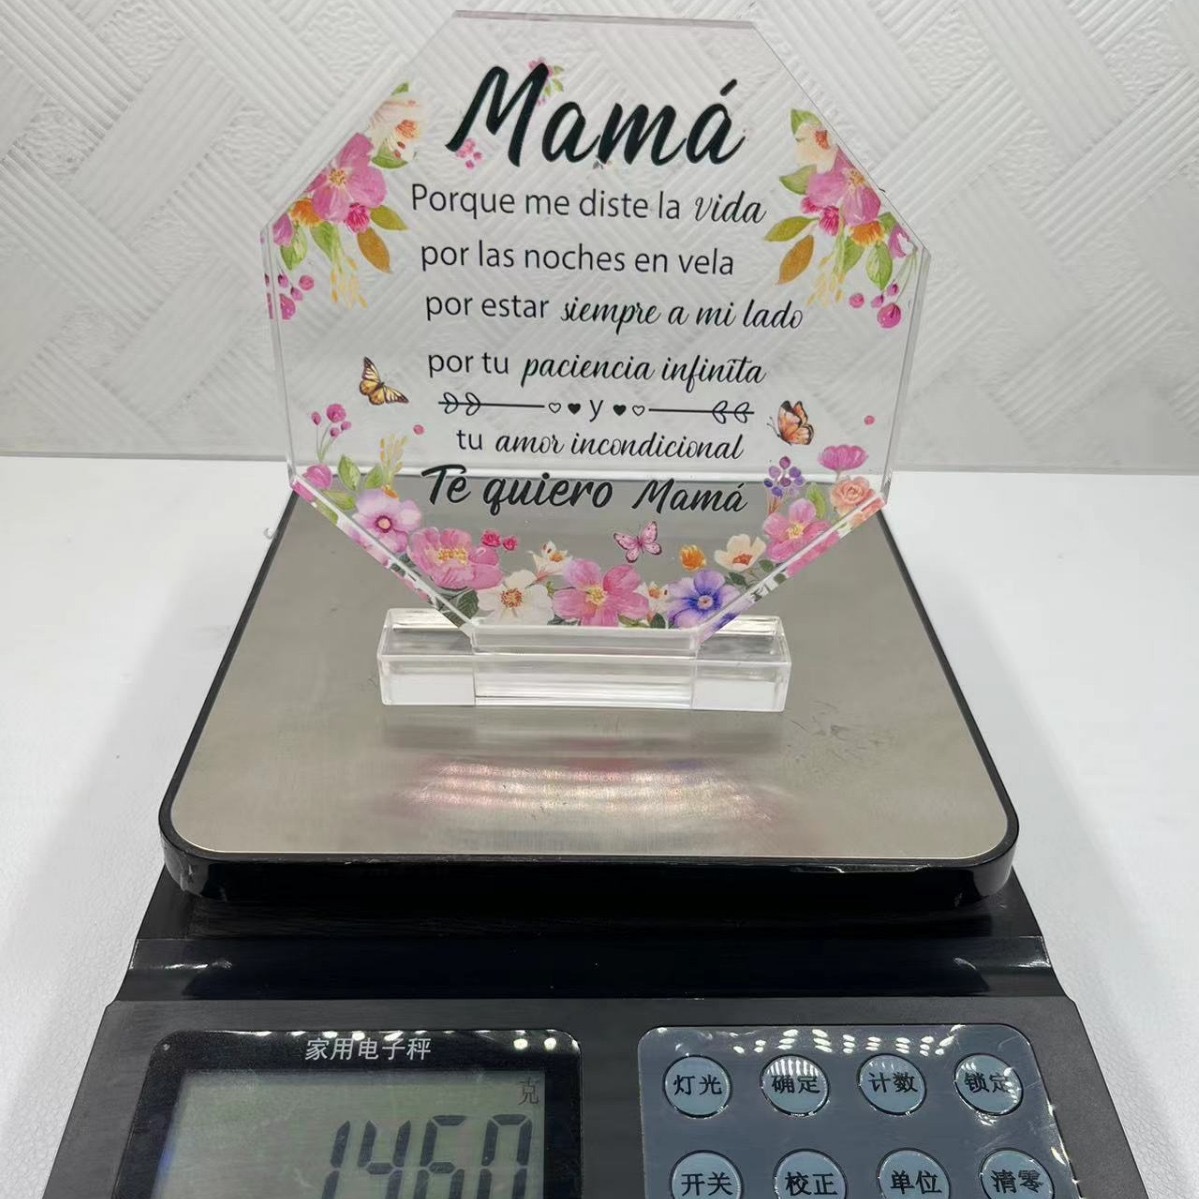 Mamá
Porque me diste la vida
por las noches en vela
por estar siempre a mi lado
por tu paciencia infinita
y
tu amor incondicional
Te quiero Mamá
家用电子秤
克
1460
灯光 确定 计数 锁定
开关 校正 单位 清零